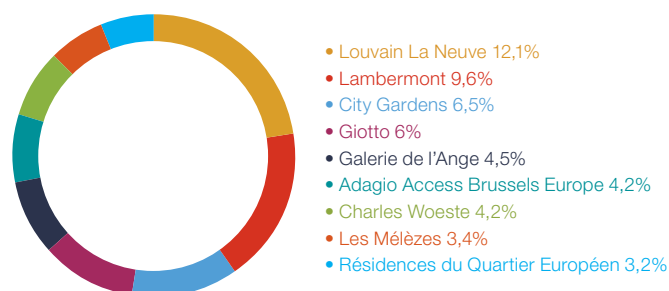 • Louvain La Neuve 12,1%
• Lambermont 9,6%
• City Gardens 6,5%
• Giotto 6%
• Galerie de l’Ange 4,5%
• Adagio Access Brussels Europe 4,2%
• Charles Woeste 4,2%
• Les Mélèzes 3,4%
• Résidences du Quartier Européen 3,2%